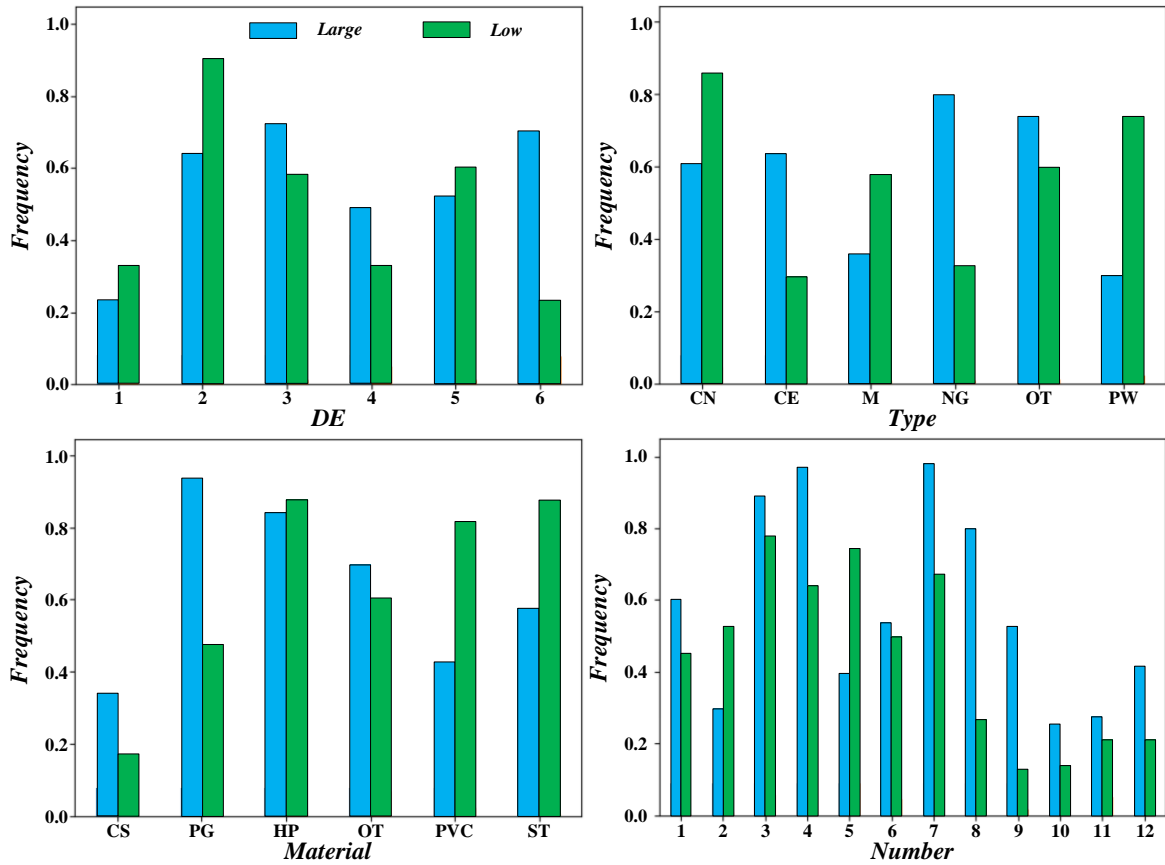 1.0
0.8
0.6
0.4
0.2
0.0
Frequency
Large
Low
1 2 3 4 5 6
DE
1.0
0.8
0.6
0.4
0.2
0.0
Frequency
CN CE M NG OT PW
Type
1.0
0.8
0.6
0.4
0.2
0.0
Frequency
CS PG HP OT PVC ST
Material
1.0
0.8
0.6
0.4
0.2
0.0
Frequency
1 2 3 4 5 6 7 8 9 10 11 12
Number